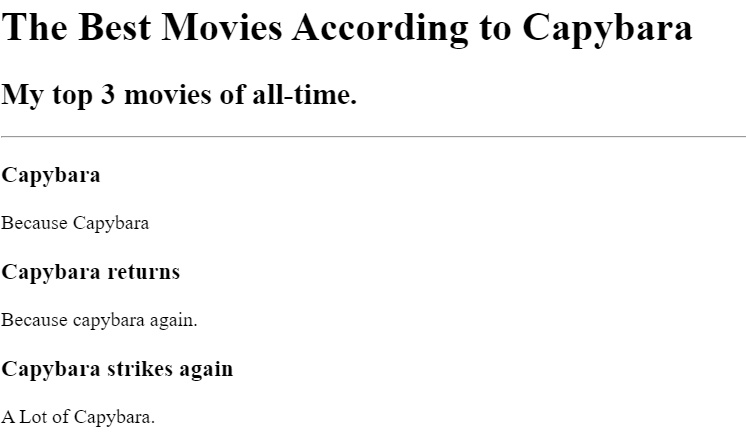 The Best Movies According to Capybara
My top 3 movies of all-time.
Capybara
Because Capybara
Capybara returns
Because capybara again.
Capybara strikes again
A Lot of Capybara.